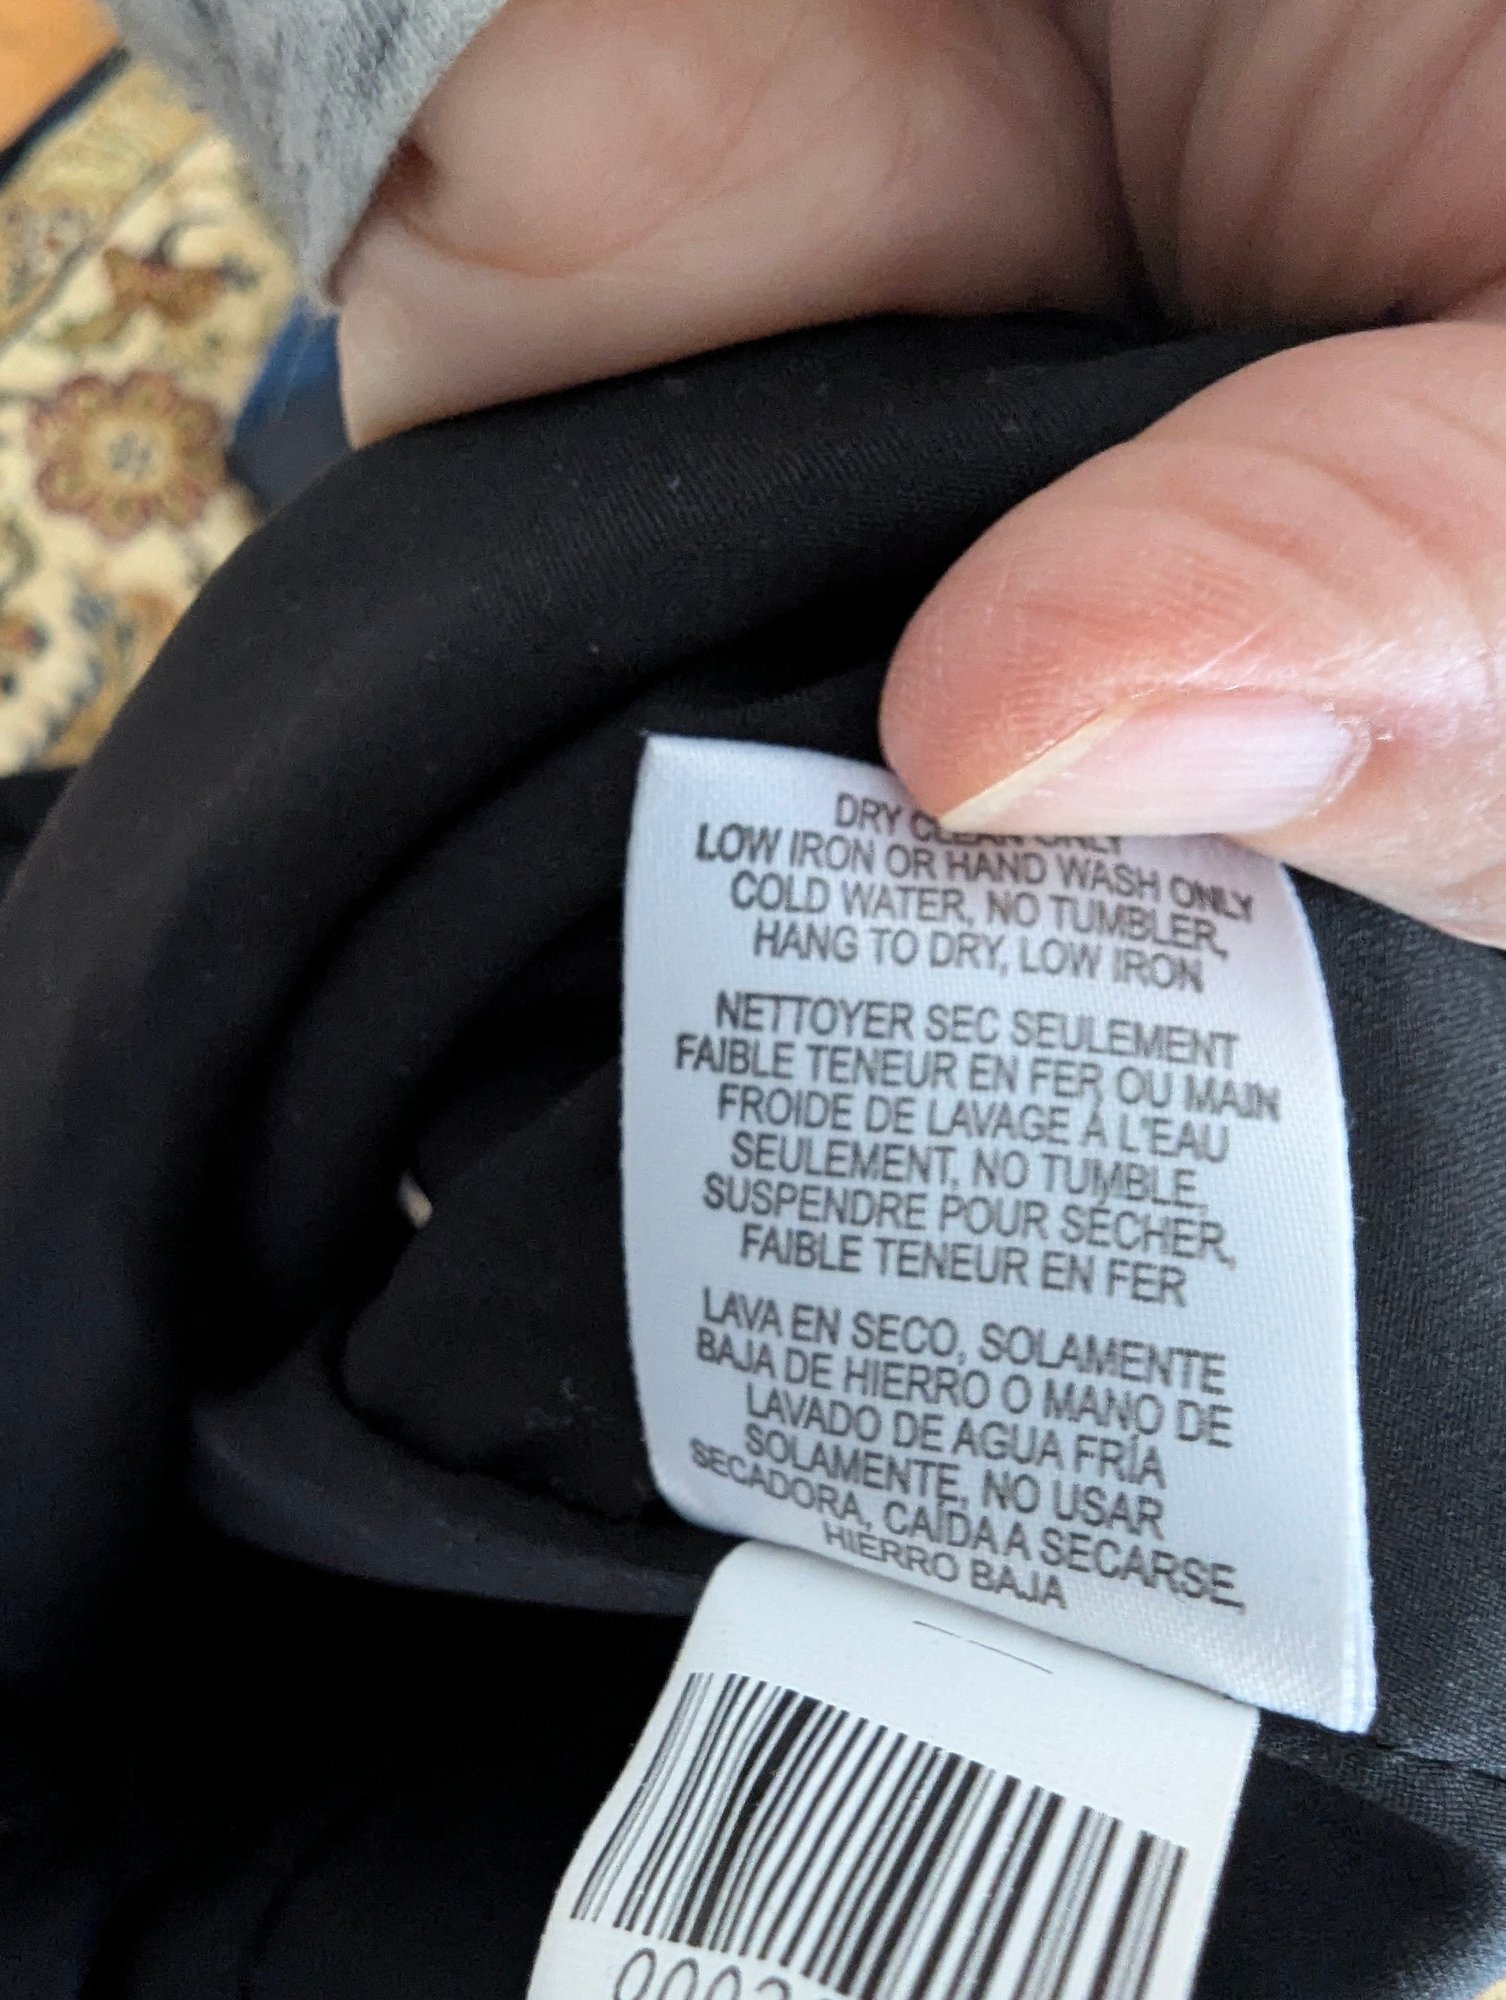 DRY CLEAN ONLY
LOW IRON OR HAND WASH ONLY
COLD WATER, NO TUMBLER,
HANG TO DRY, LOW IRON
NETTOYER SEC SEULEMENT
FAIBLE TENEUR EN FER OU MAIN
FROIDE DE LAVAGE À L'EAU
SEULEMENT, NO TUMBLE,
SUSPENDRE POUR SÉCHER,
FAIBLE TENEUR EN FER
LAVA EN SECO, SOLAMENTE
BAJA DE HIERRO O MANO DE
LAVADO DE AGUA FRÍA
SOLAMENTE, NO USAR
SECADORA, CAÍDA A SECARSE,
HIERRO BAJA